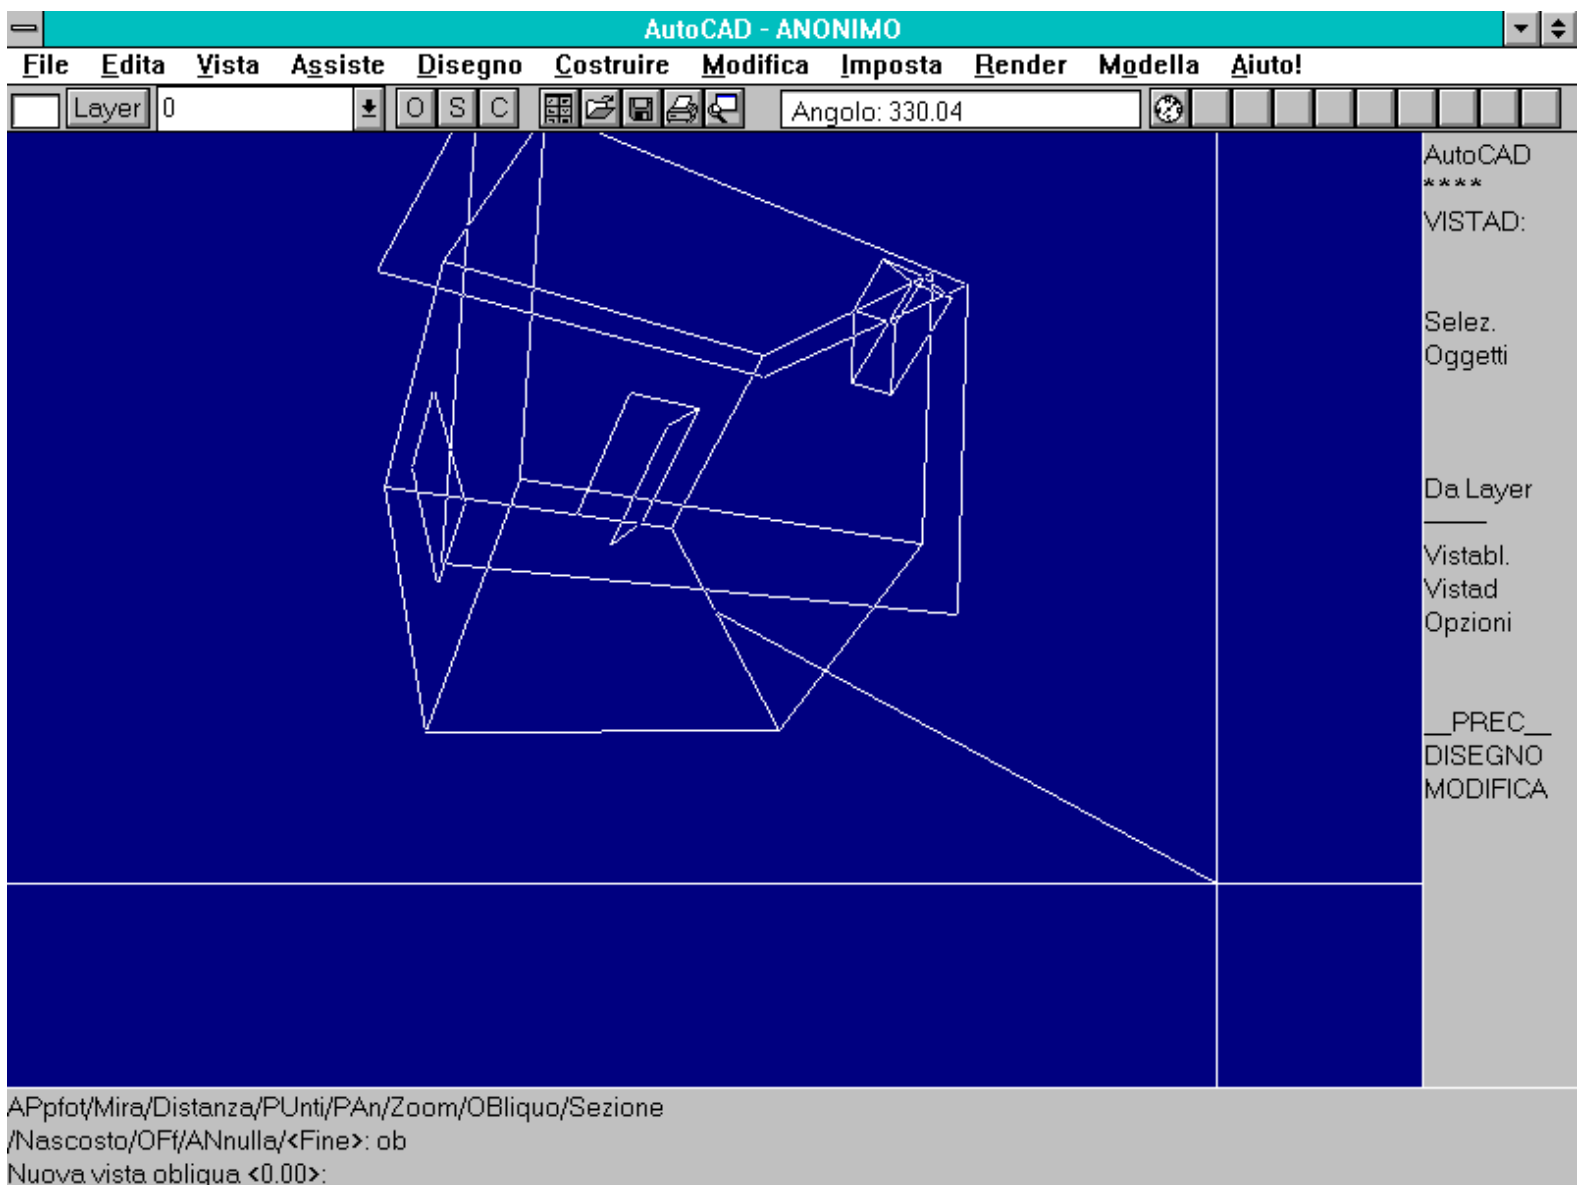 AutoCAD - ANONIMO
File Edita Vista Assiste Disegno Costruire Modifica Imposta Render Modella Aiuto!
Layer 0 O S C Angolo: 330.04
AutoCAD
* * * *
VISTAD:
Selez.
Oggetti
Da Layer
Vistabl.
Vistad
Opzioni
__PREC__
DISEGNO
MODIFICA
APpfot/Mira/Distanza/PUnti/PAn/Zoom/OBliquo/Sezione
/Nascosto/OFf/ANnulla/<Fine>: ob
Nuova vista obliqua <0.00>: